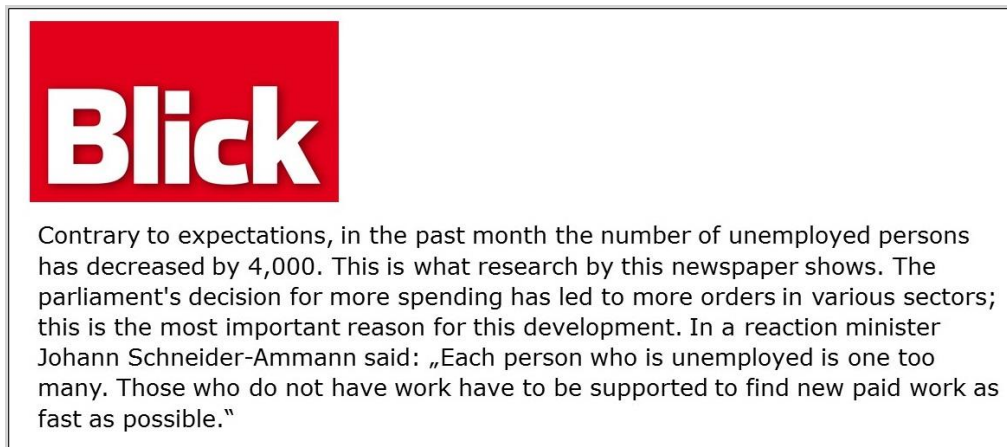 Blick
Contrary to expectations, in the past month the number of unemployed persons
has decreased by 4,000. This is what research by this newspaper shows. The
parliament's decision for more spending has led to more orders in various sectors;
this is the most important reason for this development. In a reaction minister
Johann Schneider-Ammann said: „Each person who is unemployed is one too
many. Those who do not have work have to be supported to find new paid work as
fast as possible.“